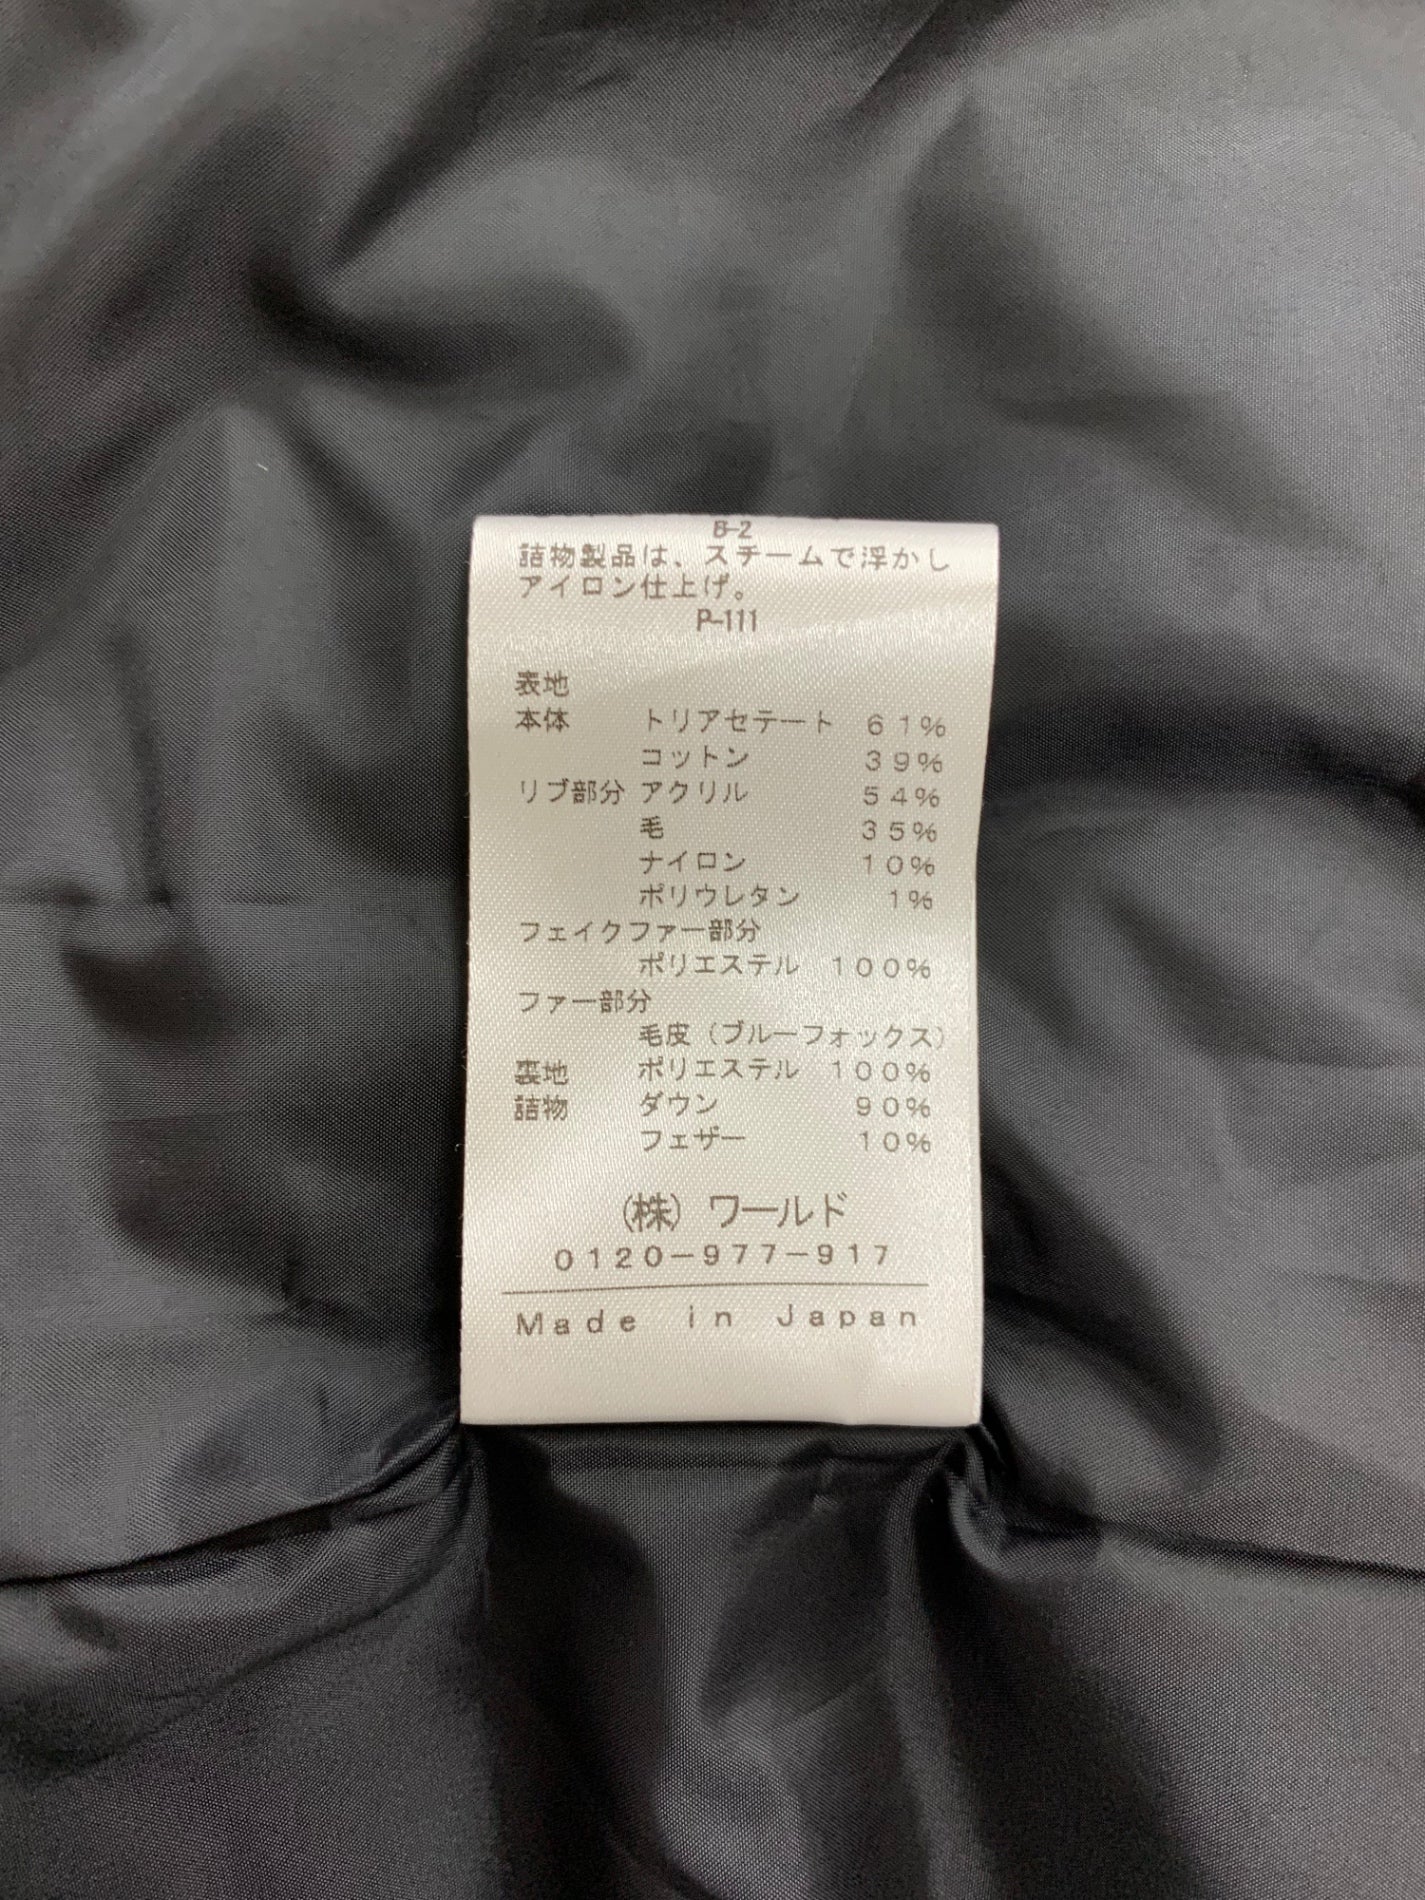 B-2
詰物製品は、スチームで浮かし
アイロン仕上げ。
P-111
表地
本体 トリアセテート 61%
コットン 39%
リブ部分 アクリル 54%
毛 35%
ナイロン 10%
ポリウレタン 1%
フェイクファー部分
ポリエステル 100%
ファー部分
毛皮(ブルーフォックス)
裏地 ポリエステル 100%
詰物 ダウン 90%
フェザー 10%
(株)ワールド
0120-977-917
Made in Japan